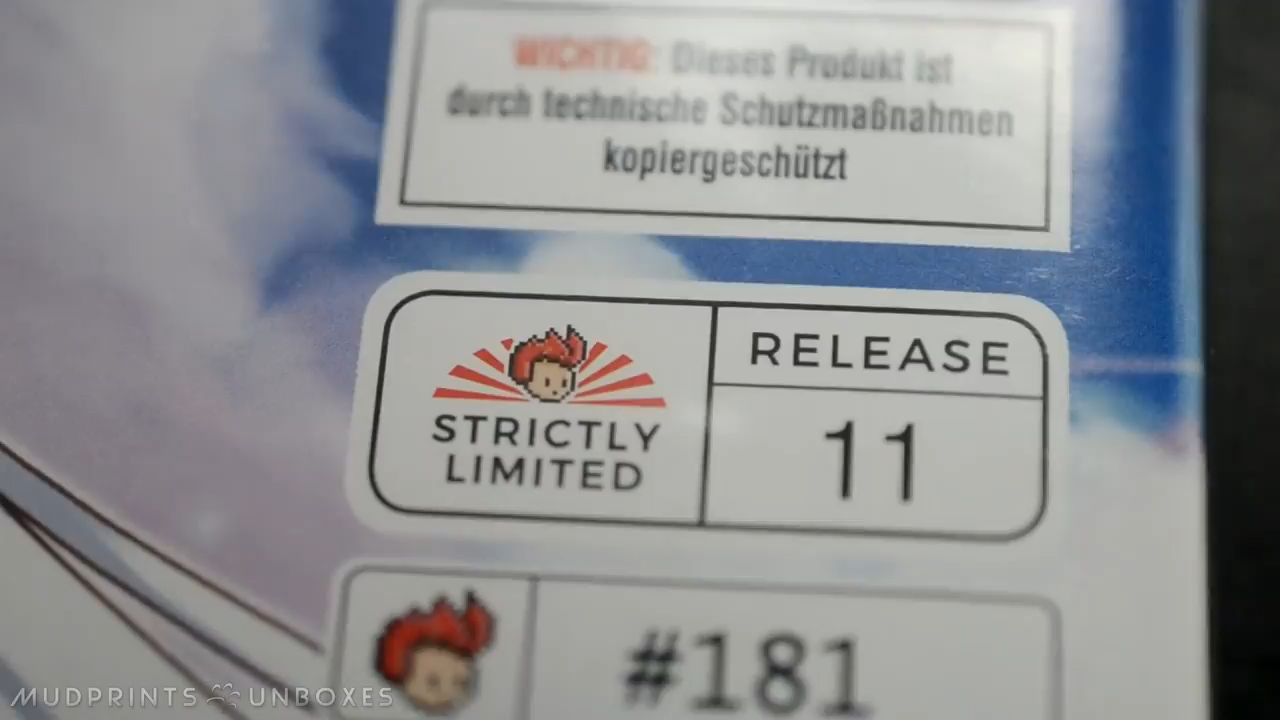 WICHTIG: Dieses Produkt ist
durch technische Schutzmaßnahmen
kopiergeschützt
STRICTLY
LIMITED
RELEASE
11
#181
MUDPRINTS UNBOXES